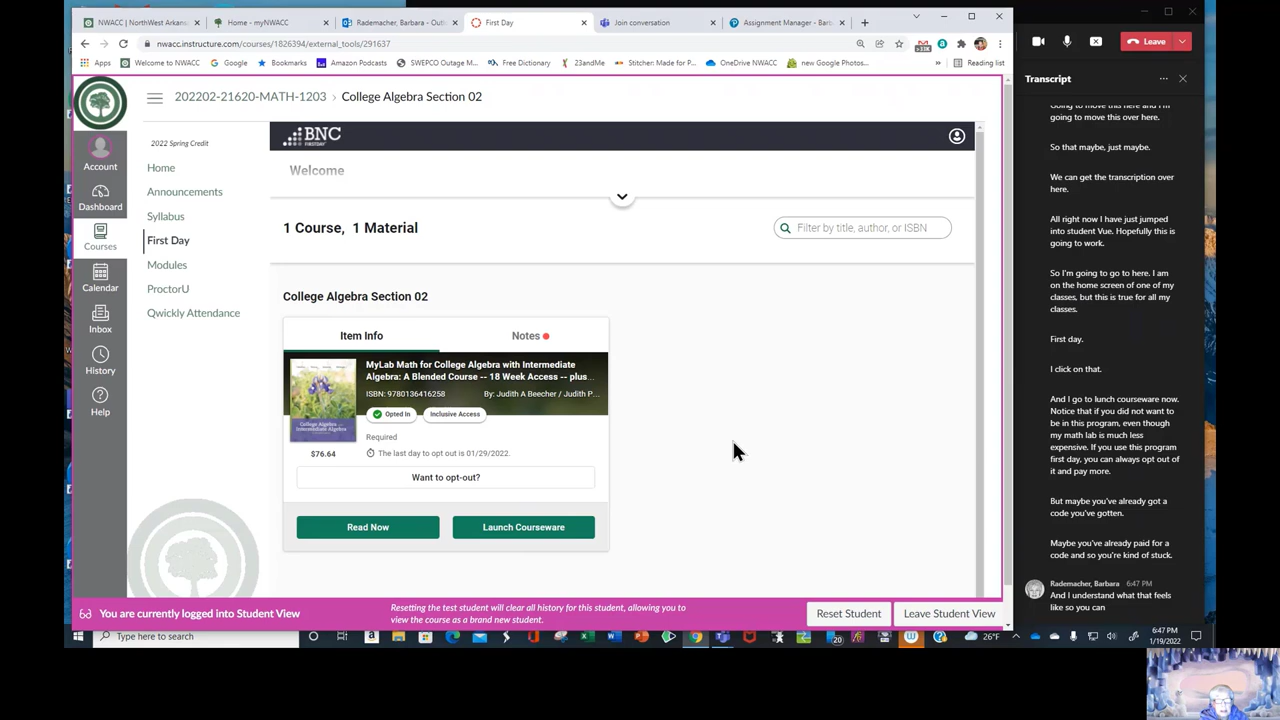 NWACC | NorthWest Arkans
Home - myNWACC
Rademacher, Barbara - Outl
First Day
Join conversation
Assignment Manager - Barb
nwacc.instructure.com/courses/1826394/external_tools/291637
Apps
Welcome to NWACC
Google
Bookmarks
Amazon Podcasts
SWEPCO Outage M...
Free Dictionary
23andMe
Stitcher: Made for P...
OneDrive NWACC
new Google Photos...
Reading list
202202-21620-MATH-1203 > College Algebra Section 02
Account
Dashboard
Courses
Calendar
Inbox
History
Help
2022 Spring Credit
Home
Announcements
Syllabus
First Day
Modules
ProctorU
Qwickly Attendance
BNC
FIRSTDAY
Welcome
1 Course, 1 Material
Filter by title, author, or ISBN
College Algebra Section 02
Item Info
Notes
MyLab Math for College Algebra with Intermediate
Algebra: A Blended Course -- 18 Week Access -- plus...
ISBN: 9780136416258 By: Judith A Beecher / Judith P...
Opted In
Inclusive Access
Required
$76.64
The last day to opt out is 01/29/2022.
Want to opt-out?
Read Now
Launch Courseware
You are currently logged into Student View
Resetting the test student will clear all history for this student, allowing you to
view the course as a brand new student.
Reset Student
Leave Student View
Type here to search
20
26°F
6:47 PM
1/19/2022
Leave
Transcript
Going to move this here and I'm
going to move this over here.
So that maybe, just maybe.
We can get the transcription over
here.
All right now I have just jumped
into student Vue. Hopefully this is
going to work.
So I'm going to go to here. I am
on the home screen of one of my
classes, but this is true for all my
classes.
First day.
I click on that.
And I go to lunch courseware now.
Notice that if you did not want to
be in this program, even though
my math lab is much less
expensive. If you use this program
first day, you can always opt out of
it and pay more.
But maybe you've already got a
code you've gotten.
Maybe you've already paid for a
code and so you're kind of stuck.
Rademacher, Barbara 6:47 PM
And I understand what that feels
like so you can